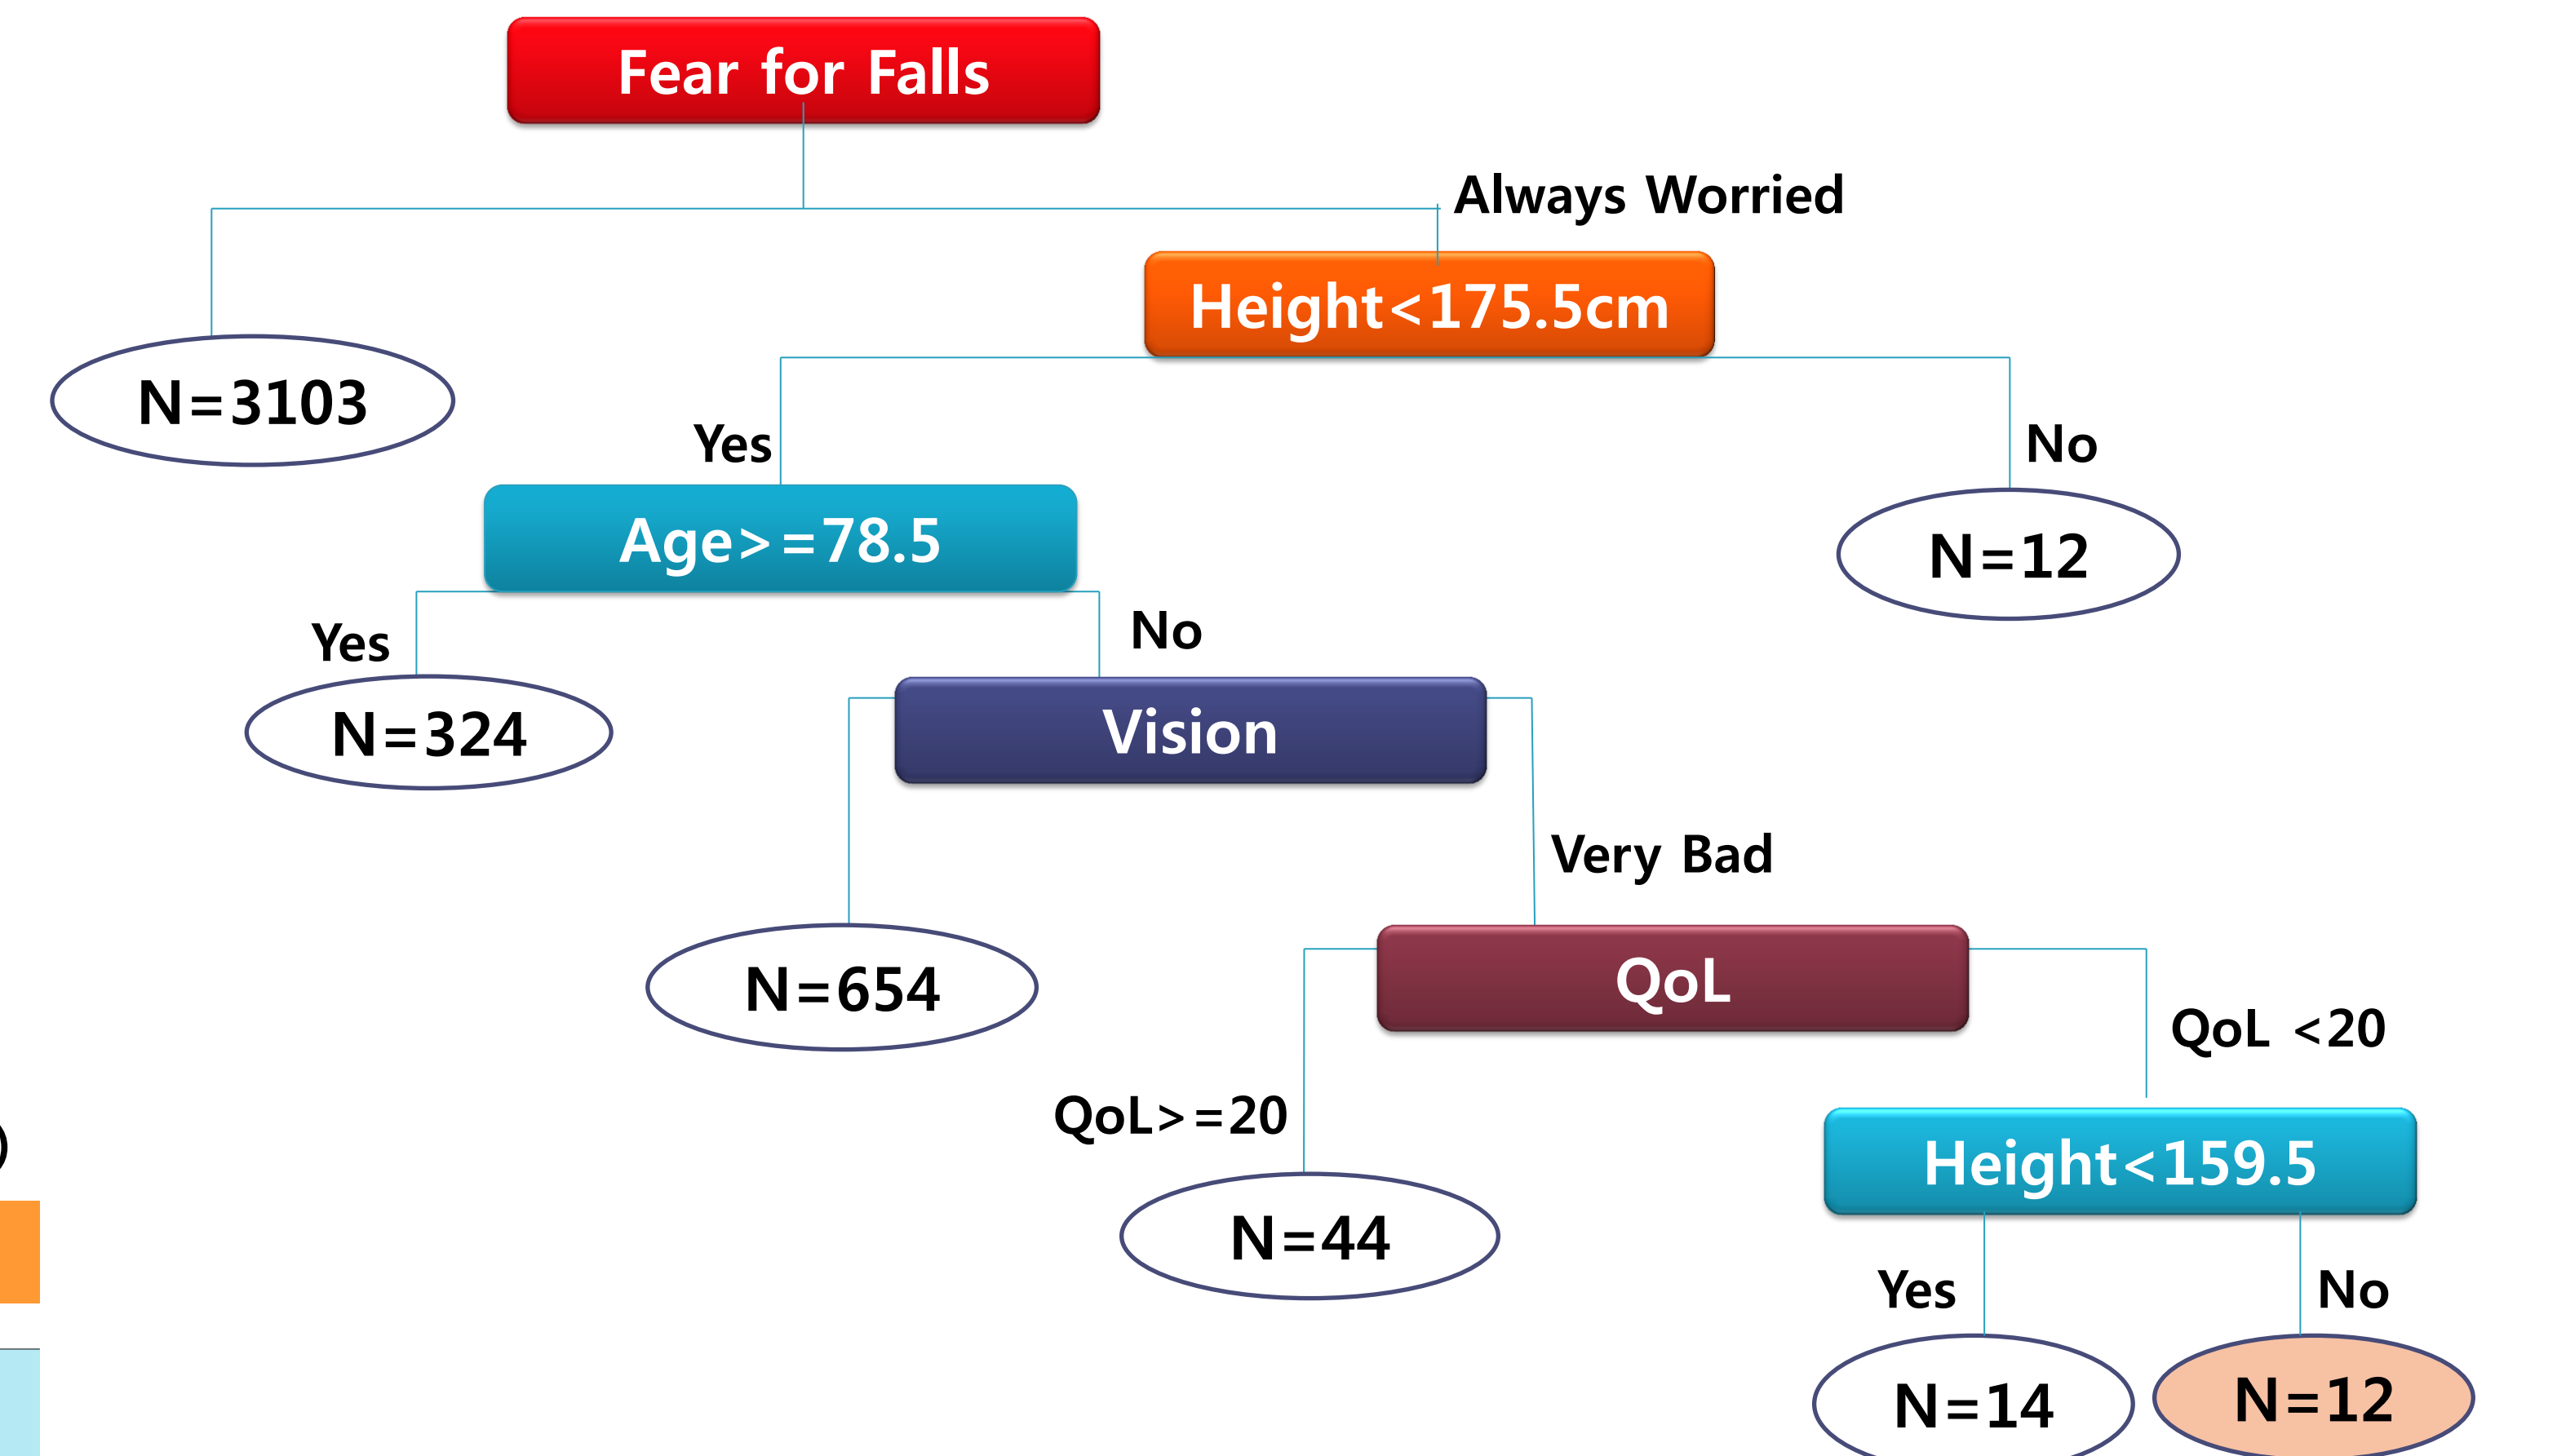 Fear for Falls
Always Worried
Height<175.5cm
N=3103
Yes
No
Age>=78.5
N=12
Yes
No
N=324
Vision
Very Bad
N=654
QoL
QoL <20
QoL>=20
Height<159.5
N=44
Yes
No
N=14
N=12
)